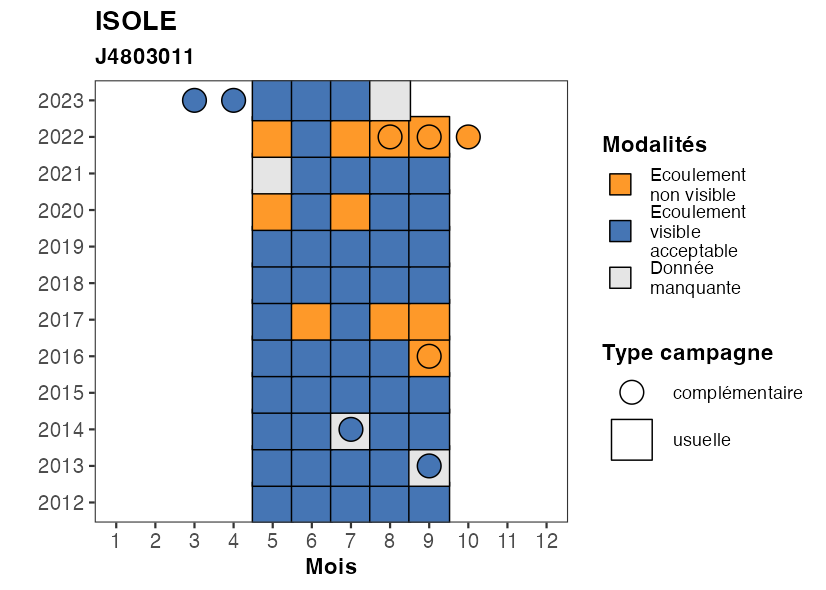 ISOLE
J4803011
2023
2022
2021
2020
2019
2018
2017
2016
2015
2014
2013
2012
1 2 3 4 5 6 7 8 9 10 11 12
Mois
Modalités
Ecoulement
non visible
Ecoulement
visible
acceptable
Donnée
manquante
Type campagne
complémentaire
usuelle